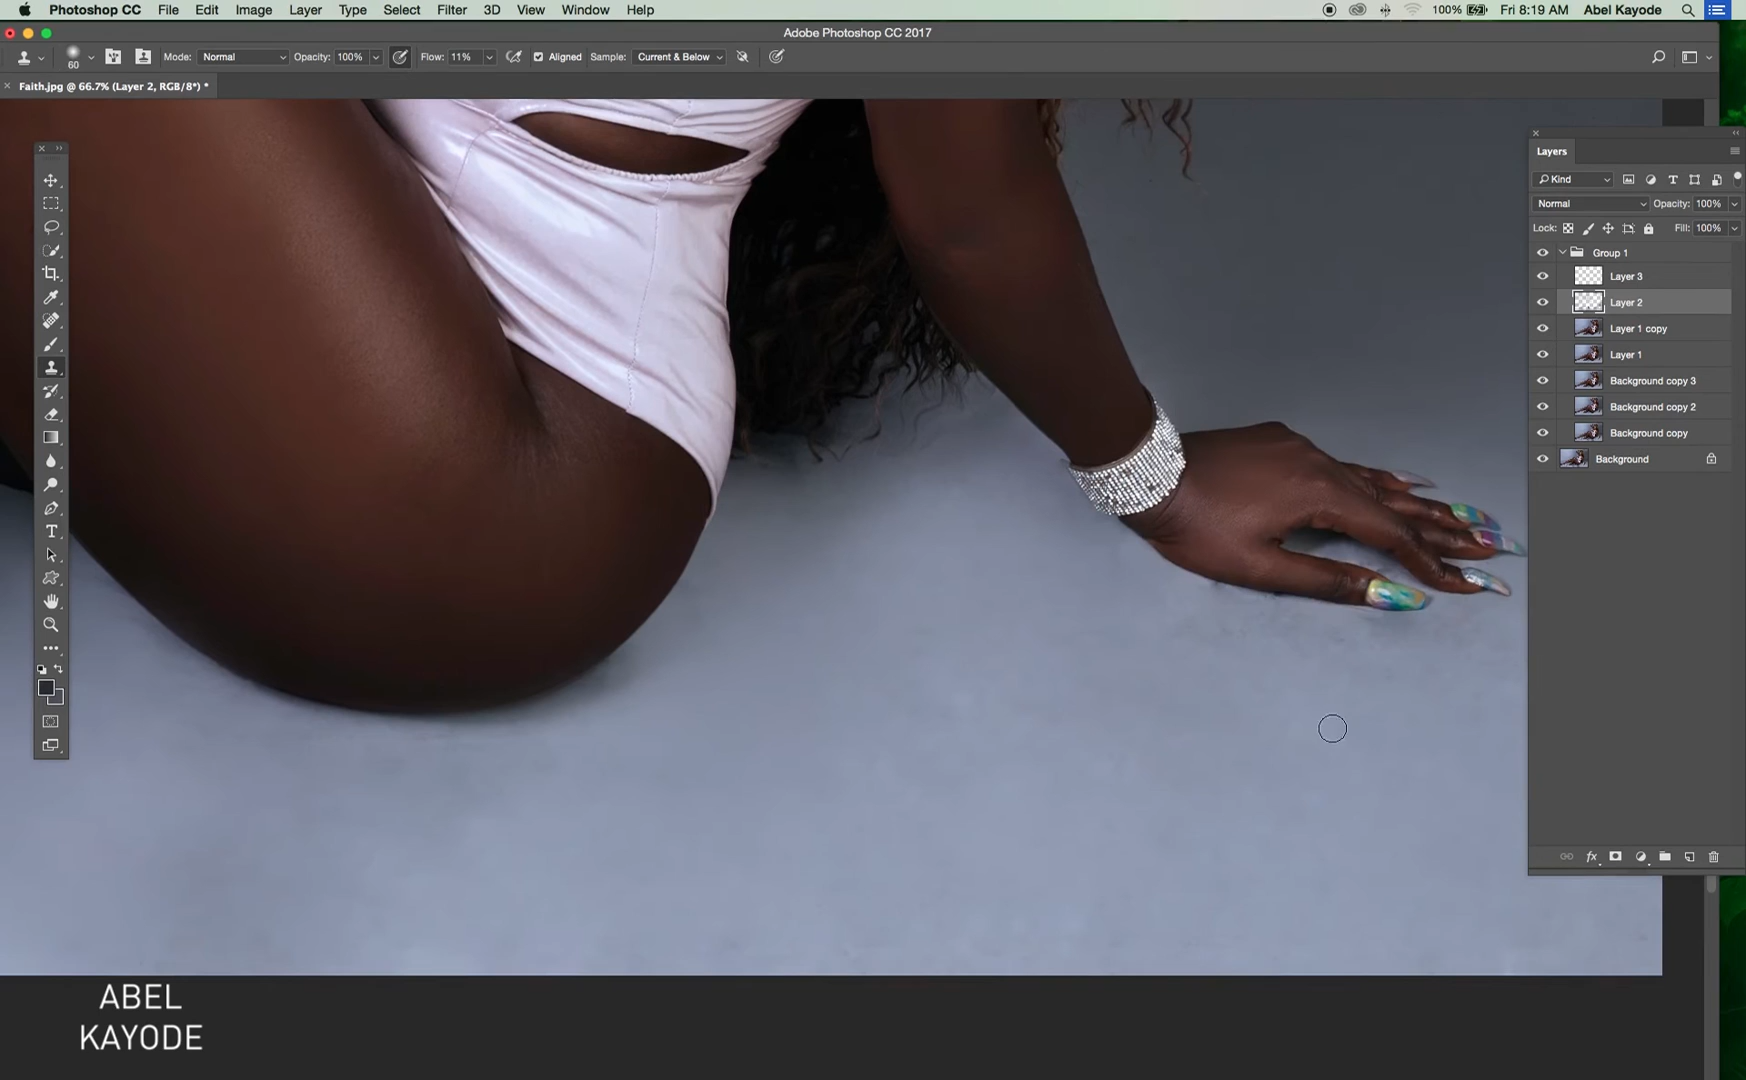 Photoshop CC File Edit Image Layer Type Select Filter 3D View Window Help 100% Fri 8:19 AM Abel Kayode
Adobe Photoshop CC 2017
60 Mode: Normal Opacity: 100% Flow: 11% Aligned Sample: Current & Below
Faith.jpg @ 66.7% (Layer 2, RGB/8*) *
Layers
Kind
Normal Opacity: 100%
Lock: Fill: 100%
Group 1
Layer 3
Layer 2
Layer 1 copy
Layer 1
Background copy 3
Background copy 2
Background copy
Background
ABEL
KAYODE